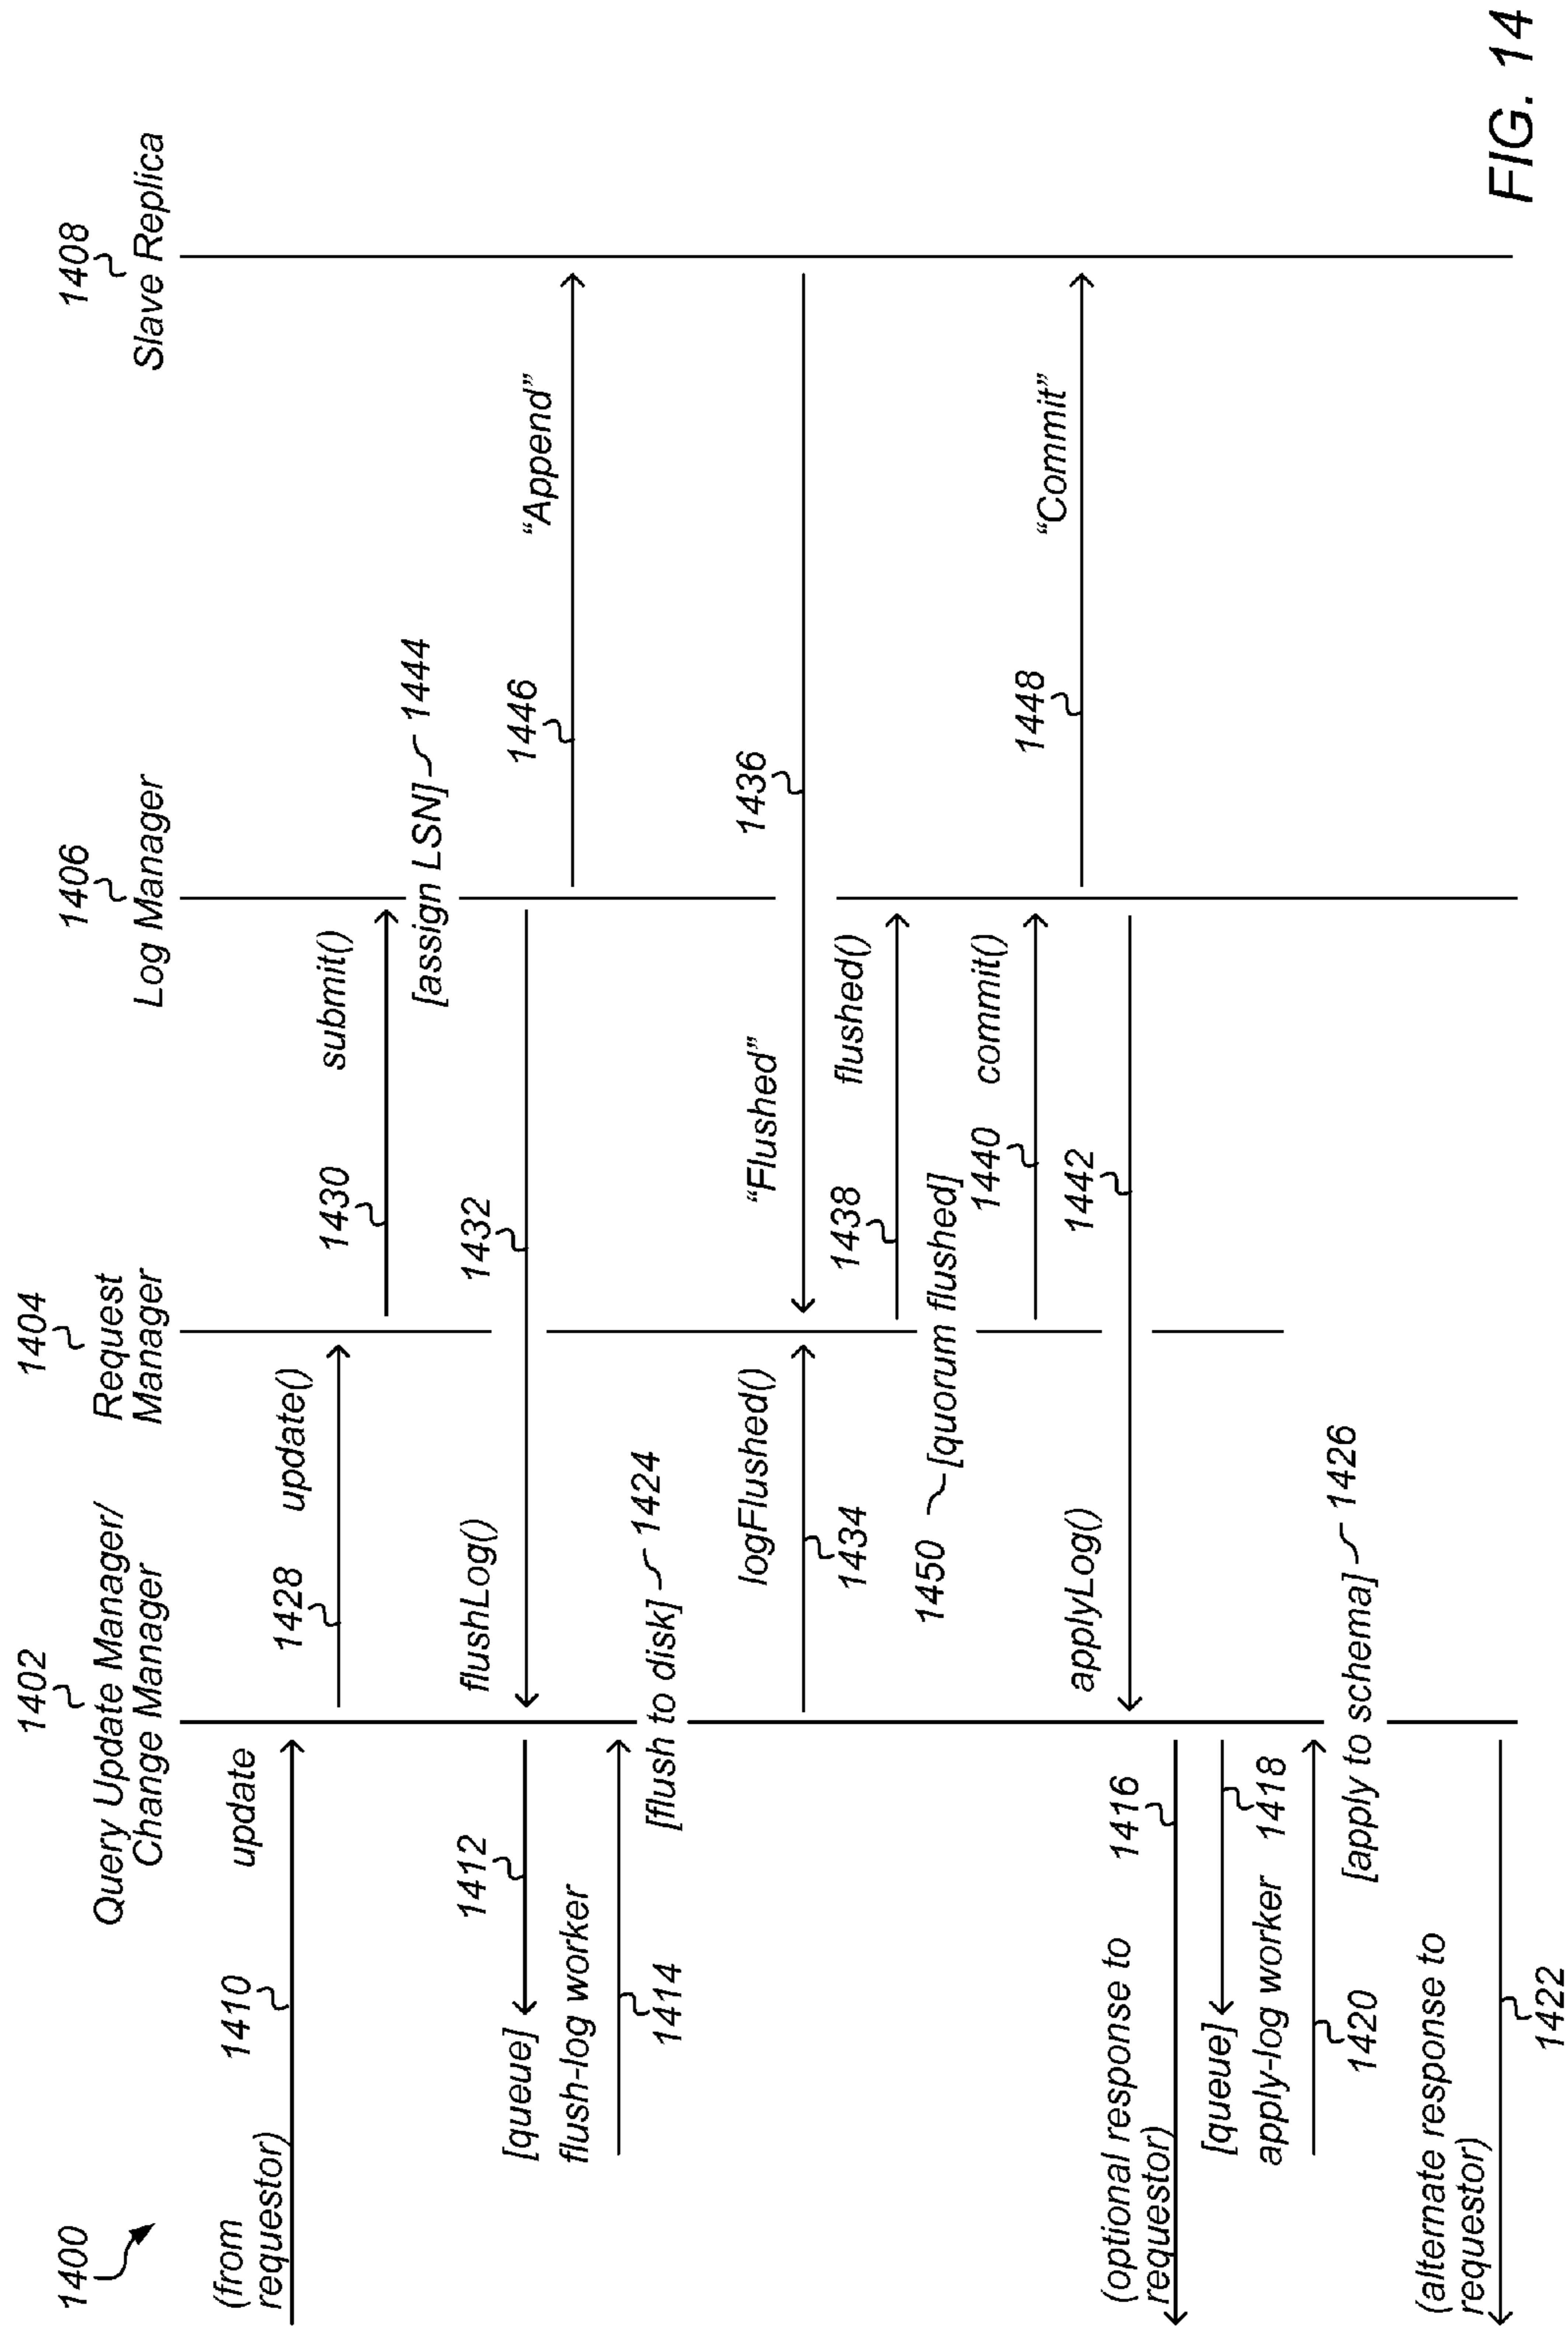 1400
1402
Query Update Manager/
Change Manager
1404
Request
Manager
1406
Log Manager
1408
Slave Replica
(from
requestor)
1410
update
1428
update()
1430
submit()
[assign LSN]
1444
1432
flushLog()
1412
[queue]
flush-log worker
1414
[flush to disk]
1424
1446
"Append"
logFlushed()
1434
"Flushed"
1436
1438
flushed()
1450
[quorum flushed]
1440
commit()
1448
“Commit”
1442
applyLog()
(optional response to
requestor)
1416
[queue]
1418
apply-log worker
1420
[apply to schema]
1426
(alternate response to
requestor)
1422
FIG. 14